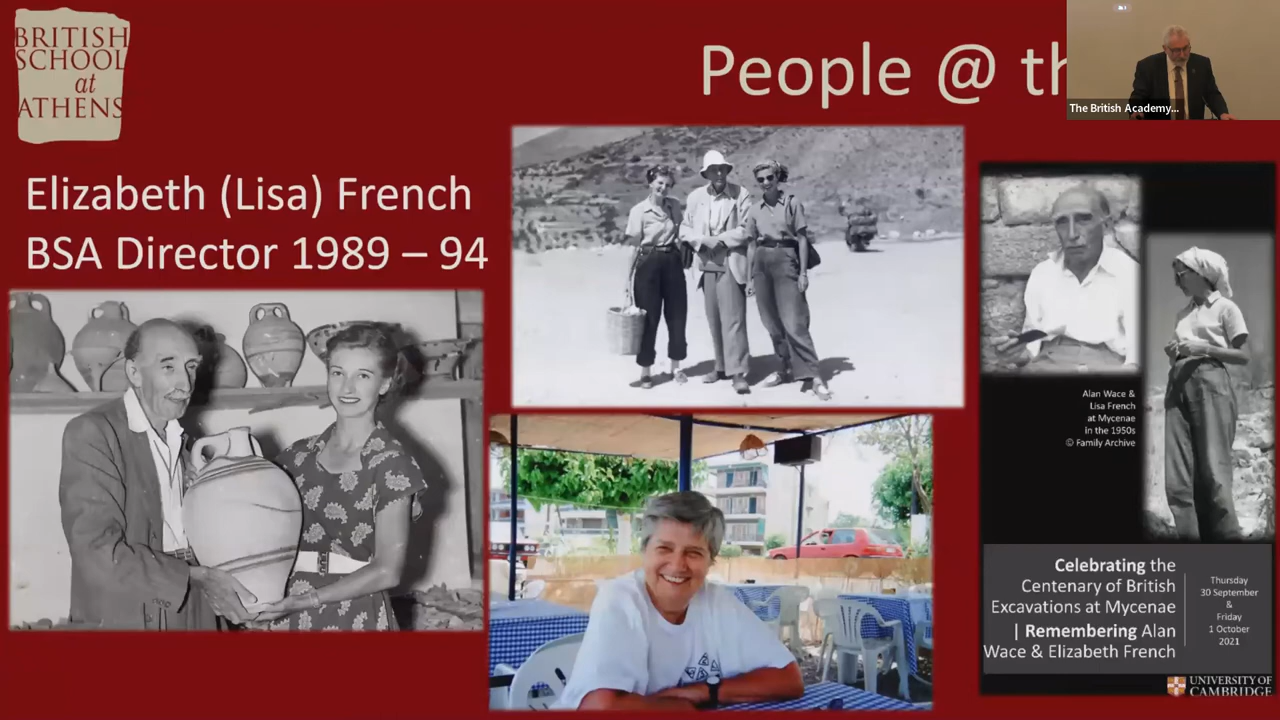 BRITISH
SCHOOL
at
ATHENS
People @ th
The British Academy...
Elizabeth (Lisa) French
BSA Director 1989 – 94
Alan Wace &
Lisa French
at Mycenae
in the 1950s
© Family Archive
Celebrating the
Centenary of British
Excavations at Mycenae
| Remembering Alan
Wace & Elizabeth French
Thursday
30 September
&
Friday
1 October
2021
UNIVERSITY OF
CAMBRIDGE